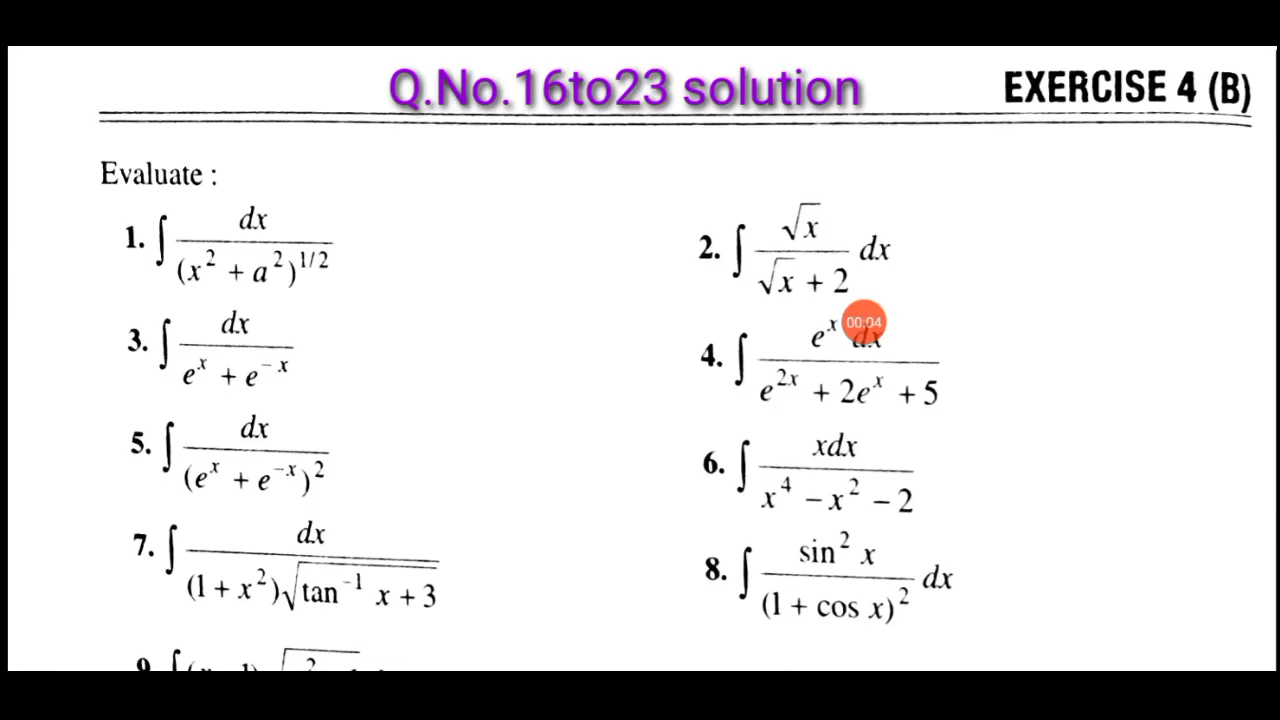 Q.No.16to23 solution
EXERCISE 4 (B)
Evaluate :
1. ∫ dx / (x² + a²)^1/2
2. ∫ √x / (√x + 2) dx
3. ∫ dx / (eˣ + e⁻ˣ)
00:04
4. ∫ eˣ dx / (e²ˣ + 2eˣ + 5)
5. ∫ dx / (eˣ + e⁻ˣ)²
6. ∫ xdx / (x⁴ − x² − 2)
7. ∫ dx / ((1 + x²)√(tan⁻¹ x + 3))
8. ∫ sin² x / (1 + cos x)² dx